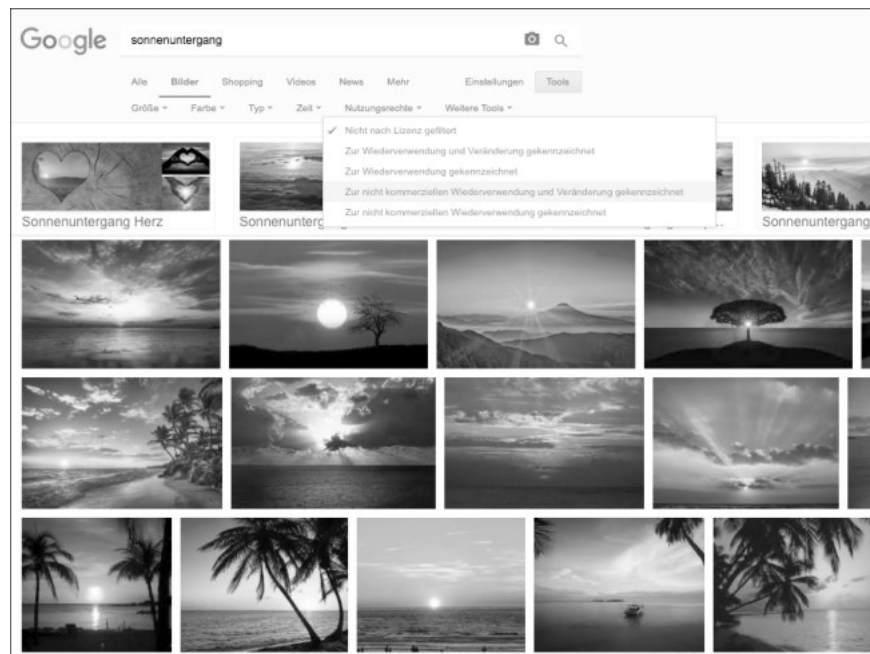 Google sonnenuntergang
Alle Bilder Shopping Videos News Mehr Einstellungen Tools
Größe Farbe Typ Zeit Nutzungsrechte Weitere Tools
Nicht nach Lizenz gefiltert
Zur Wiederverwendung und Veränderung gekennzeichnet
Zur Wiederverwendung gekennzeichnet
Zur nicht kommerziellen Wiederverwendung und Veränderung gekennzeichnet
Zur nicht kommerziellen Wiederverwendung gekennzeichnet
Sonnenuntergang Herz